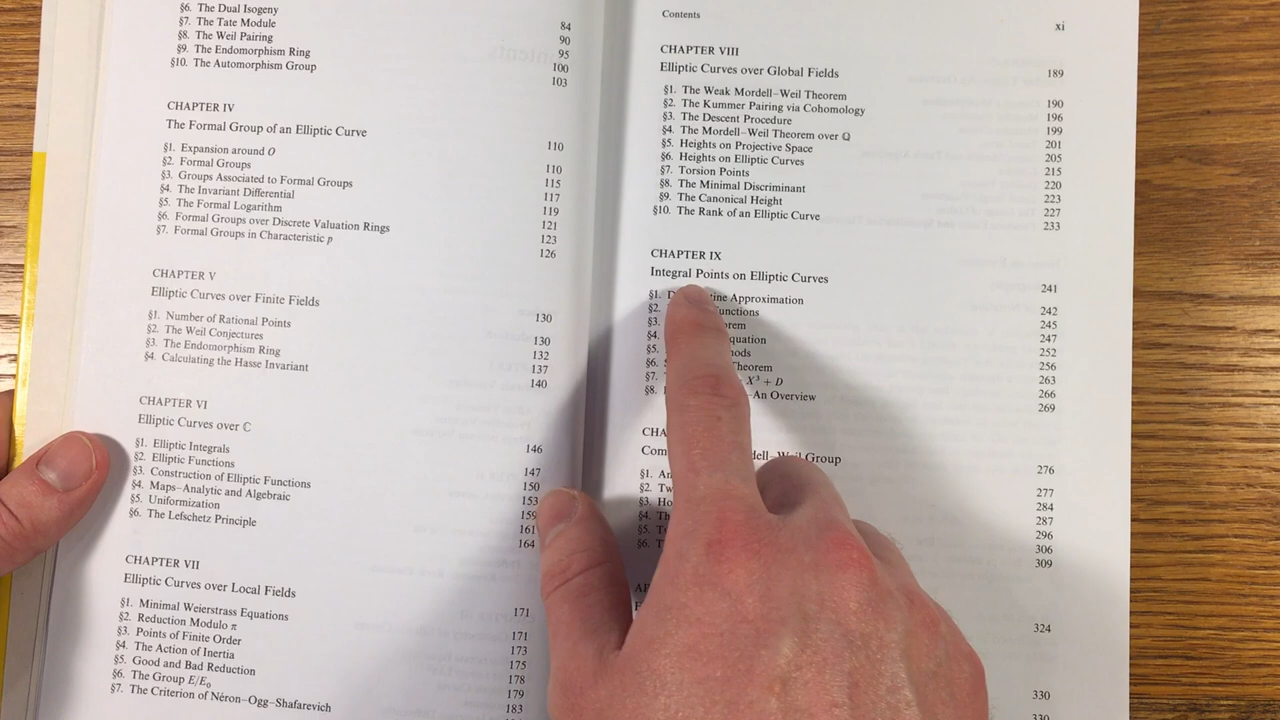 §6. The Dual Isogeny
§7. The Tate Module 84
§8. The Weil Pairing 90
§9. The Endomorphism Ring 95
§10. The Automorphism Group 100
103
CHAPTER IV
The Formal Group of an Elliptic Curve 110
§1. Expansion around O 110
§2. Formal Groups 115
§3. Groups Associated to Formal Groups 117
§4. The Invariant Differential 119
§5. The Formal Logarithm 121
§6. Formal Groups over Discrete Valuation Rings 123
§7. Formal Groups in Characteristic p 126
CHAPTER V
Elliptic Curves over Finite Fields 130
§1. Number of Rational Points 130
§2. The Weil Conjectures 132
§3. The Endomorphism Ring 137
§4. Calculating the Hasse Invariant 140
CHAPTER VI
Elliptic Curves over ℂ 146
§1. Elliptic Integrals 147
§2. Elliptic Functions 150
§3. Construction of Elliptic Functions 153
§4. Maps–Analytic and Algebraic 159
§5. Uniformization 161
§6. The Lefschetz Principle 164
CHAPTER VII
Elliptic Curves over Local Fields 171
§1. Minimal Weierstrass Equations 171
§2. Reduction Modulo π 173
§3. Points of Finite Order 175
§4. The Action of Inertia 178
§5. Good and Bad Reduction 179
§6. The Group E/E₀ 183
§7. The Criterion of Néron–Ogg–Shafarevich
Contents xi
CHAPTER VIII
Elliptic Curves over Global Fields 189
§1. The Weak Mordell–Weil Theorem 190
§2. The Kummer Pairing via Cohomology 196
§3. The Descent Procedure 199
§4. The Mordell–Weil Theorem over ℚ 201
§5. Heights on Projective Space 205
§6. Heights on Elliptic Curves 215
§7. Torsion Points 220
§8. The Minimal Discriminant 223
§9. The Canonical Height 227
§10. The Rank of an Elliptic Curve 233
CHAPTER IX
Integral Points on Elliptic Curves 241
§1. Approximation 242
§2. Functions 245
§3. 247
§4. 252
§5. 256
§6. Theorem 263
§7. X³ + D 266
§8. —An Overview 269
Group 276
§1. 277
§2. 284
§3. 287
§4. 296
§5. 306
§6. 309
324
330
330